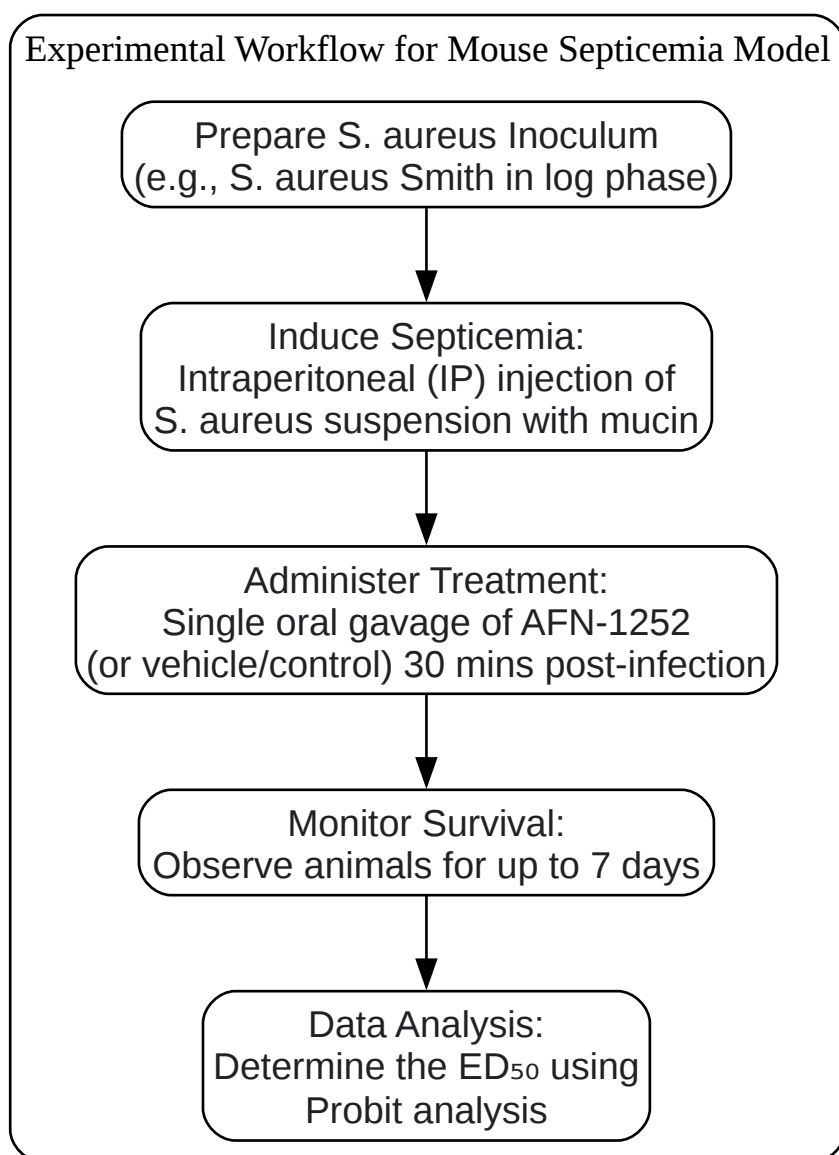 Experimental Workflow for Mouse Septicemia Model
Prepare S. aureus Inoculum
(e.g., S. aureus Smith in log phase)
Induce Septicemia:
Intraperitoneal (IP) injection of
S. aureus suspension with mucin
Administer Treatment:
Single oral gavage of AFN-1252
(or vehicle/control) 30 mins post-infection
Monitor Survival:
Observe animals for up to 7 days
Data Analysis:
Determine the ED₅₀ using
Probit analysis